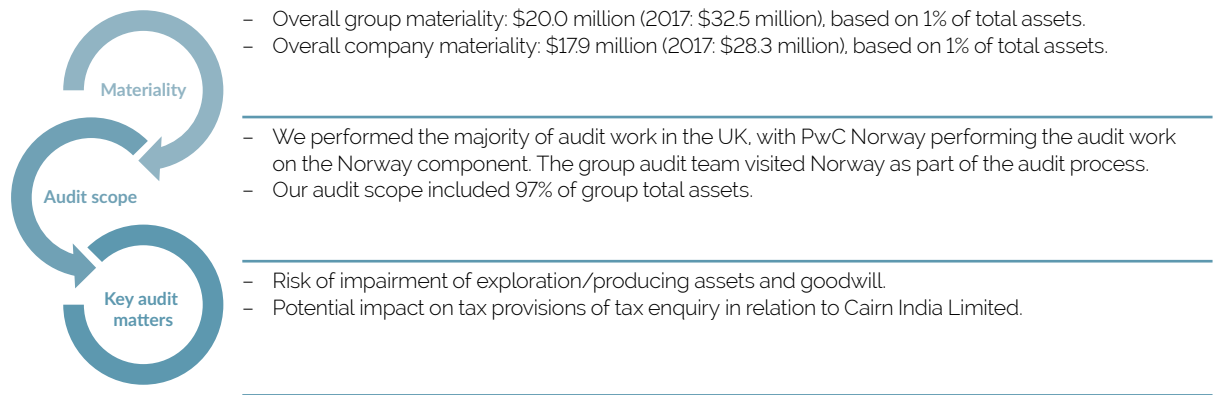 Materiality
– Overall group materiality: $20.0 million (2017: $32.5 million), based on 1% of total assets.
– Overall company materiality: $17.9 million (2017: $28.3 million), based on 1% of total assets.
Audit scope
– We performed the majority of audit work in the UK, with PwC Norway performing the audit work
on the Norway component. The group audit team visited Norway as part of the audit process.
– Our audit scope included 97% of group total assets.
Key audit
matters
– Risk of impairment of exploration/producing assets and goodwill.
– Potential impact on tax provisions of tax enquiry in relation to Cairn India Limited.